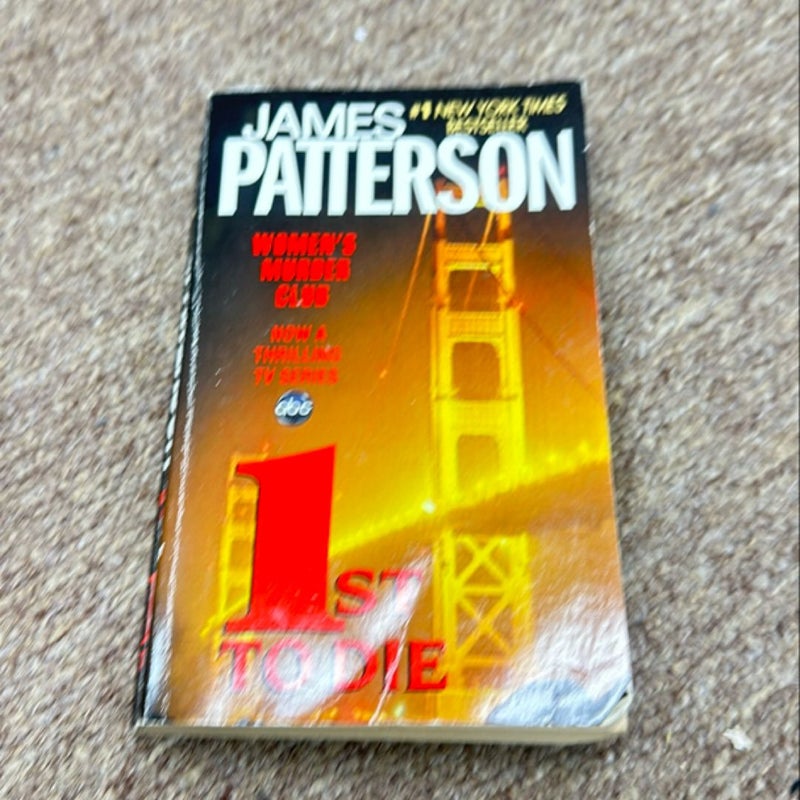 JAMES
#1 NEW YORK TIMES
BESTSELLER
PATTERSON
WOMEN'S
MURDER
CLUB
NOW A
THRILLING
TV SERIES
abc
1ST
TO DIE